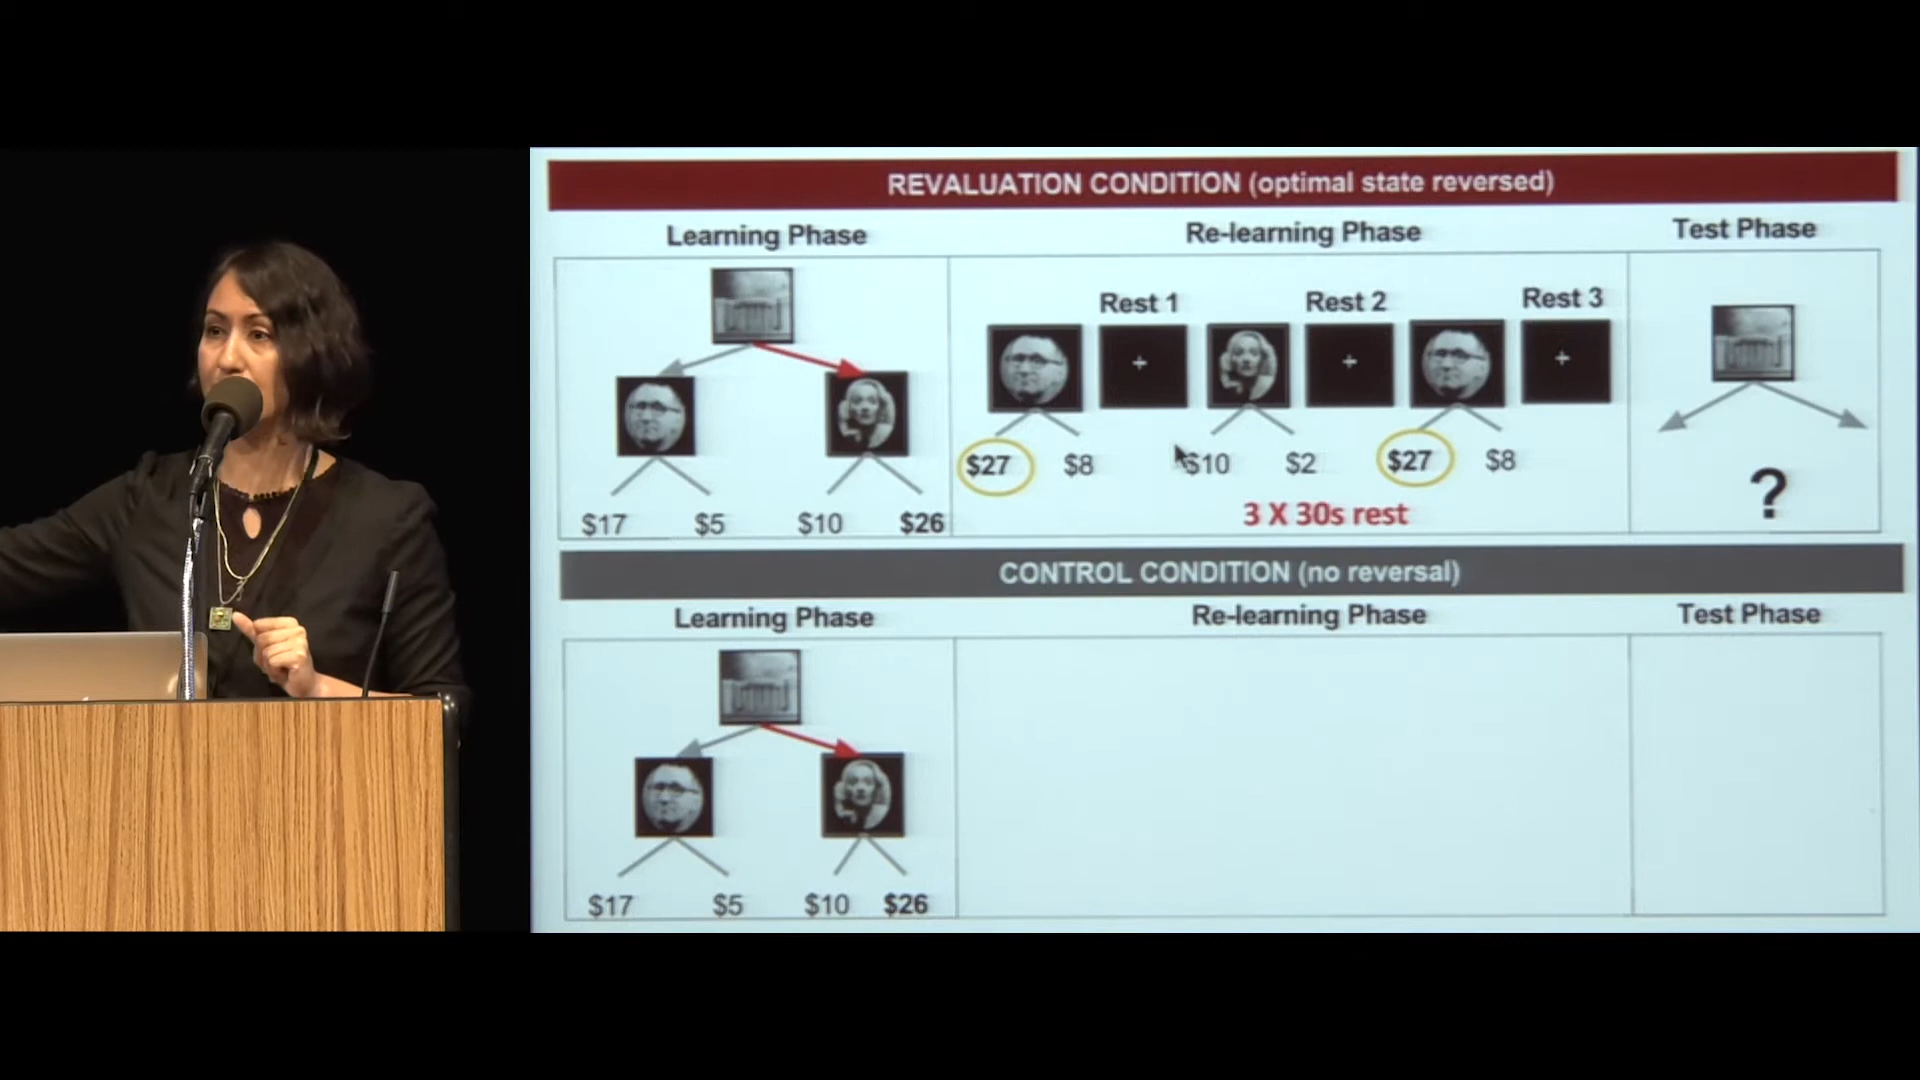 REVALUATION CONDITION (optimal state reversed)
Learning Phase
Re-learning Phase
Test Phase
Rest 1
Rest 2
Rest 3
$27
$8
$10
$2
$27
$8
$17
$5
$10
$26
3 X 30s rest
?
CONTROL CONDITION (no reversal)
Learning Phase
Re-learning Phase
Test Phase
$17
$5
$10
$26